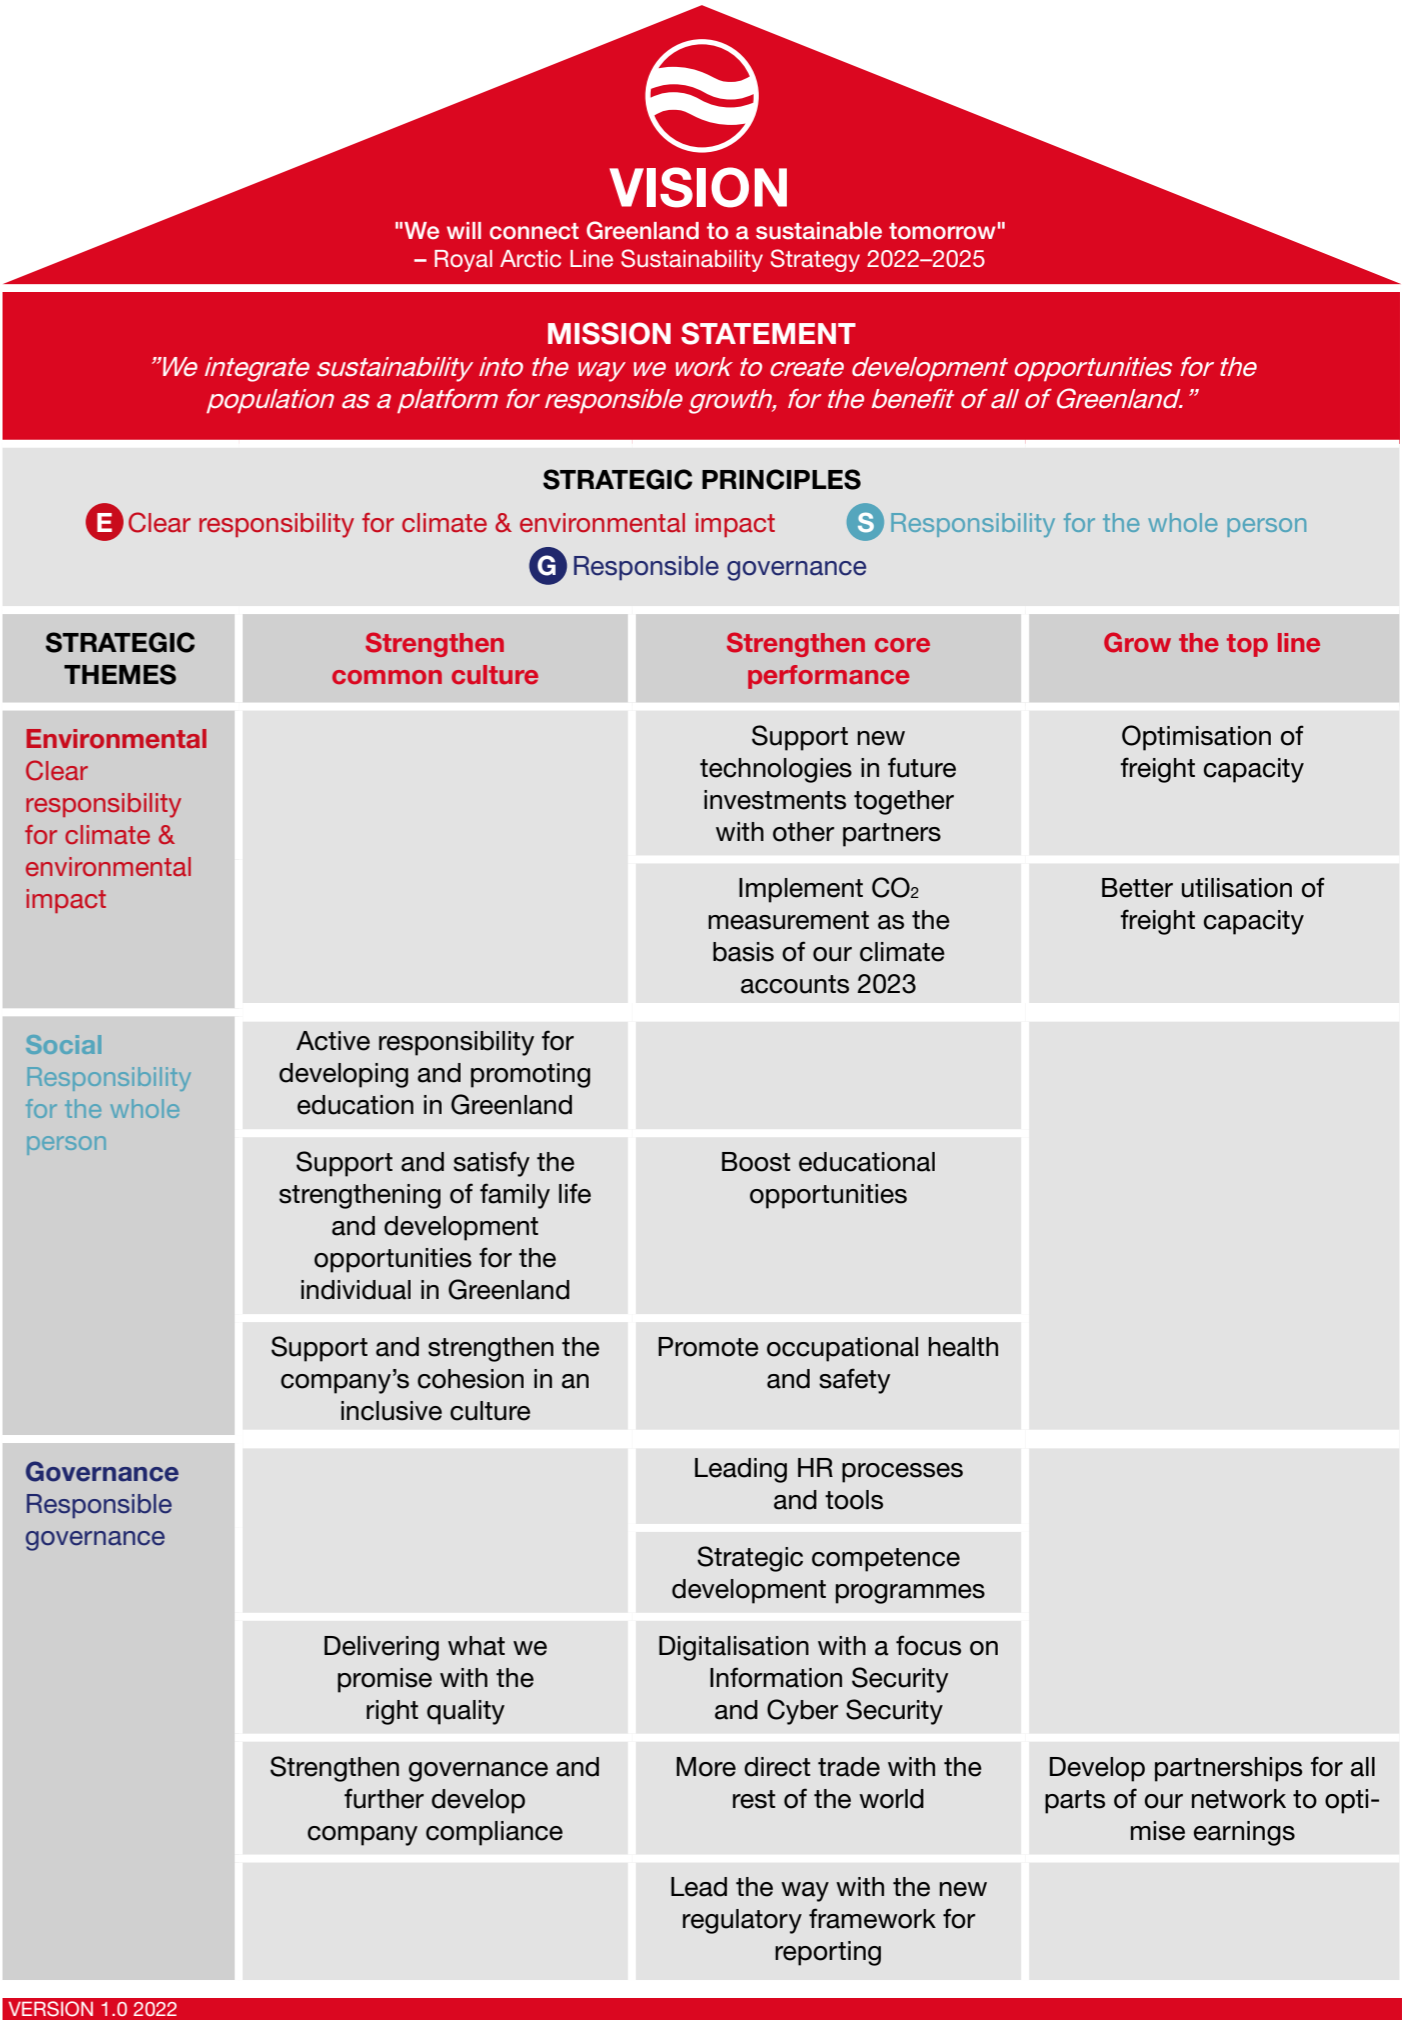 VISION
"We will connect Greenland to a sustainable tomorrow"
– Royal Arctic Line Sustainability Strategy 2022–2025
MISSION STATEMENT
”We integrate sustainability into the way we work to create development opportunities for the
population as a platform for responsible growth, for the benefit of all of Greenland.”
STRATEGIC PRINCIPLES
E Clear responsibility for climate & environmental impact
S Responsibility for the whole person
G Responsible governance
STRATEGIC
THEMES
Strengthen
common culture
Strengthen core
performance
Grow the top line
Environmental
Clear
responsibility
for climate &
environmental
impact
Support new
technologies in future
investments together
with other partners
Optimisation of
freight capacity
Implement CO₂
measurement as the
basis of our climate
accounts 2023
Better utilisation of
freight capacity
Social
Responsibility
for the whole
person
Active responsibility for
developing and promoting
education in Greenland
Support and satisfy the
strengthening of family life
and development
opportunities for the
individual in Greenland
Boost educational
opportunities
Support and strengthen the
company’s cohesion in an
inclusive culture
Promote occupational health
and safety
Governance
Responsible
governance
Leading HR processes
and tools
Strategic competence
development programmes
Delivering what we
promise with the
right quality
Digitalisation with a focus on
Information Security
and Cyber Security
Strengthen governance and
further develop
company compliance
More direct trade with the
rest of the world
Develop partnerships for all
parts of our network to opti-
mise earnings
Lead the way with the new
regulatory framework for
reporting
VERSION 1.0 2022